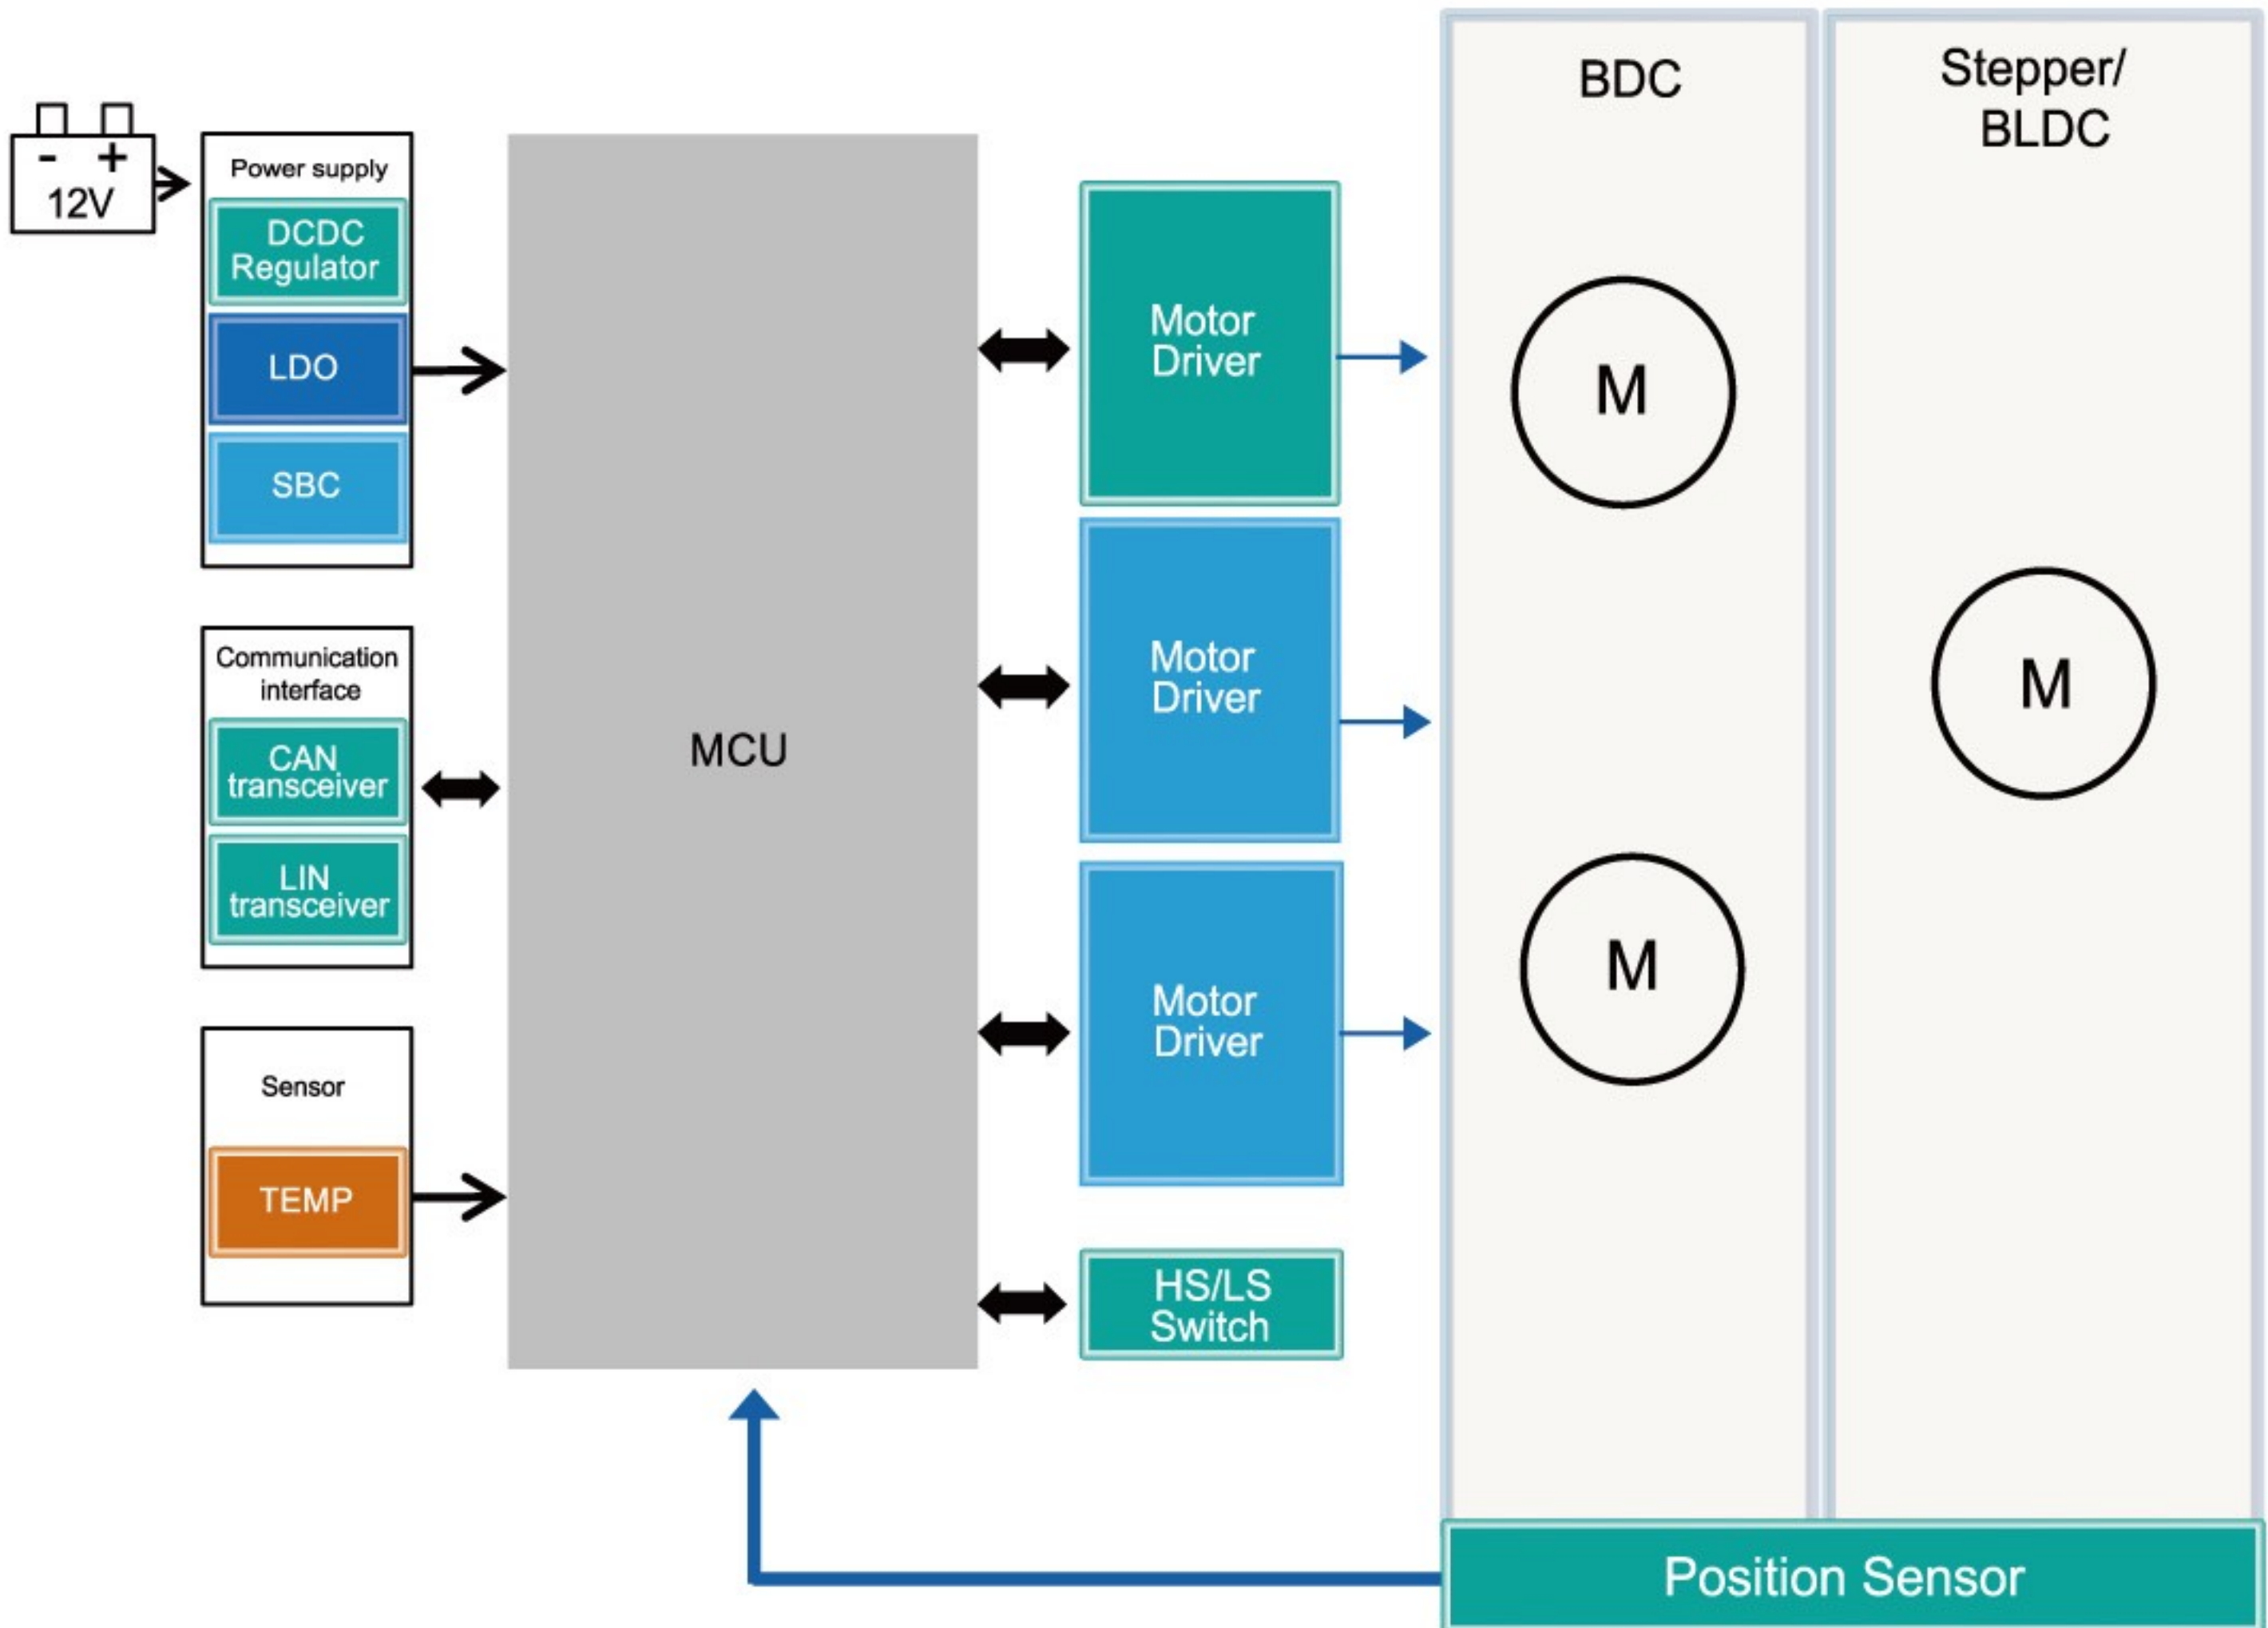 - +
12V
Power supply
DCDC
Regulator
LDO
SBC
Communication
interface
CAN
transceiver
LIN
transceiver
Sensor
TEMP
MCU
Motor
Driver
Motor
Driver
Motor
Driver
HS/LS
Switch
BDC
M
M
Stepper/
BLDC
M
Position Sensor